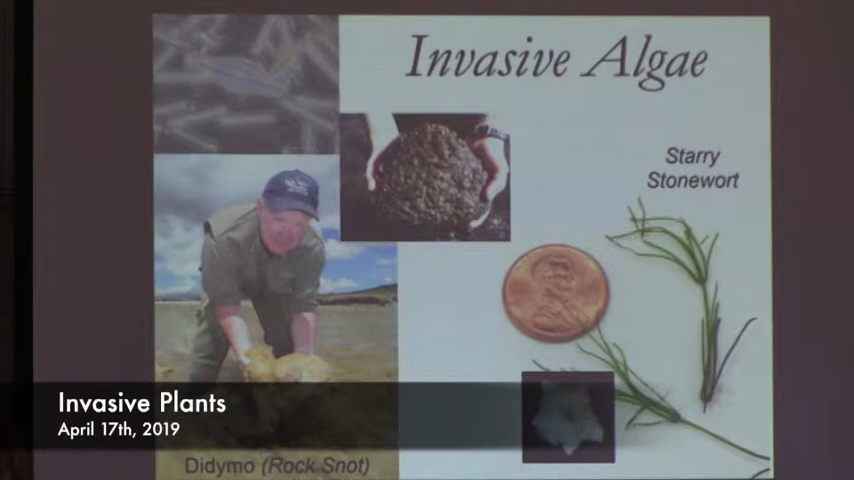 Invasive Algae
Starry
Stonewort
Invasive Plants
April 17th, 2019
Didymo (Rock Snot)